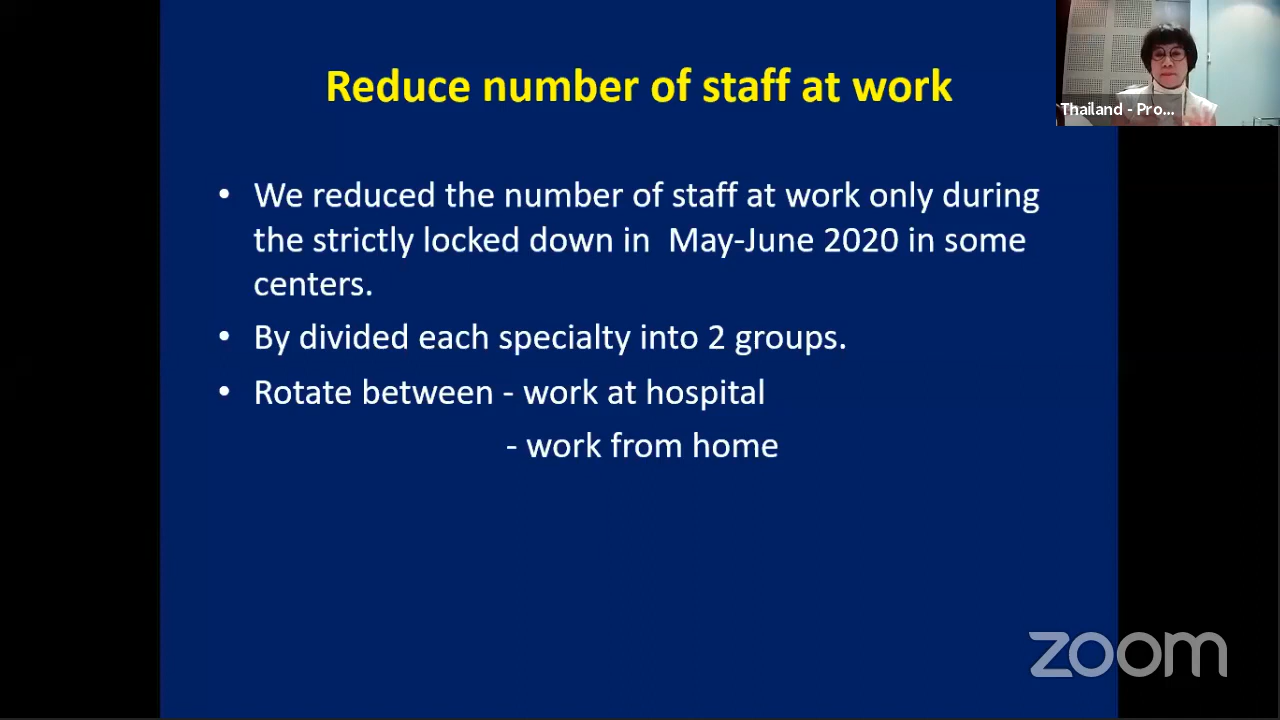 Reduce number of staff at work
Thailand - Pro...
• We reduced the number of staff at work only during
the strictly locked down in May-June 2020 in some
centers.
• By divided each specialty into 2 groups.
• Rotate between - work at hospital
- work from home
zoom